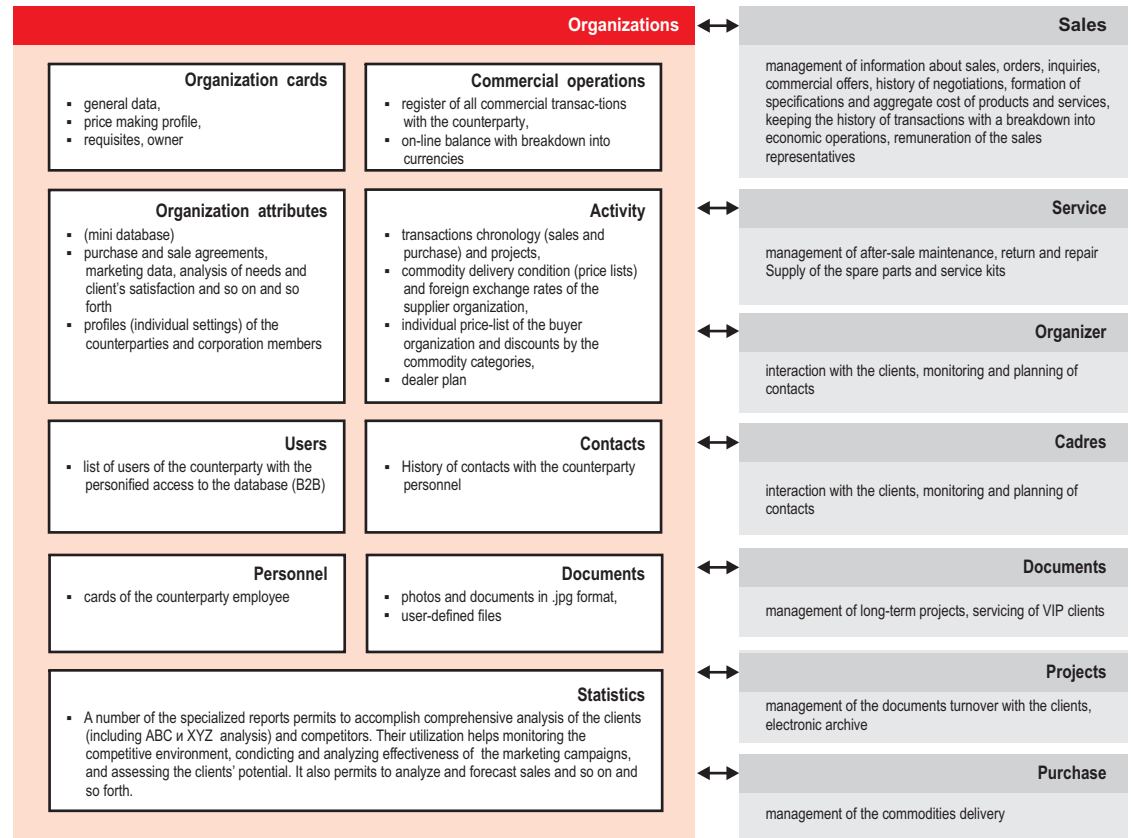 Organizations
Organization cards
▪ general data,
▪ price making profile,
▪ requisites, owner
Commercial operations
▪ register of all commercial transac-tions
with the counterparty,
▪ on-line balance with breakdown into
currencies
Organization attributes
▪ (mini database)
▪ purchase and sale agreements,
marketing data, analysis of needs and
client's satisfaction and so on and so
forth
▪ profiles (individual settings) of the
counterparties and corporation members
Activity
▪ transactions chronology (sales and
purchase) and projects,
▪ commodity delivery condition (price lists)
and foreign exchange rates of the
supplier organization,
▪ individual price-list of the buyer
organization and discounts by the
commodity categories,
▪ dealer plan
Users
▪ list of users of the counterparty with the
personified access to the database (B2B)
Contacts
▪ History of contacts with the counterparty
personnel
Personnel
▪ cards of the counterparty employee
Documents
▪ photos and documents in .jpg format,
▪ user-defined files
Statistics
▪ A number of the specialized reports permits to accomplish comprehensive analysis of the clients
(including ABC и XYZ analysis) and competitors. Their utilization helps monitoring the
competitive environment, condicting and analyzing effectiveness of the marketing campaigns,
and assessing the clients' potential. It also permits to analyze and forecast sales and so on and
so forth.
Sales
management of information about sales, orders, inquiries,
commercial offers, history of negotiations, formation of
specifications and aggregate cost of products and services,
keeping the history of transactions with a breakdown into
economic operations, remuneration of the sales
representatives
Service
management of after-sale maintenance, return and repair
Supply of the spare parts and service kits
Organizer
interaction with the clients, monitoring and planning of
contacts
Cadres
interaction with the clients, monitoring and planning of
contacts
Documents
management of long-term projects, servicing of VIP clients
Projects
management of the documents turnover with the clients,
electronic archive
Purchase
management of the commodities delivery